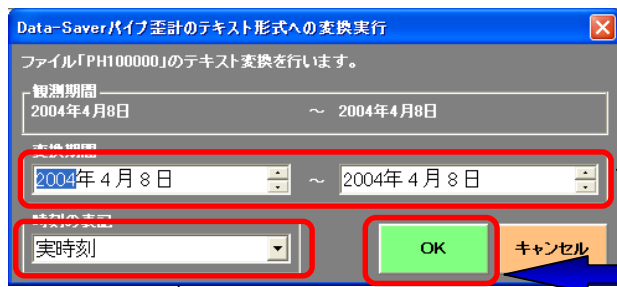 Data-Saverパイプ歪計のテキスト形式への変換実行
ファイル「PH100000」のテキスト変換を行います。
観測期間
2004年4月8日 ～ 2004年4月8日
変換期間
2004年 4 月 8 日 ～ 2004年 4 月 8 日
時刻の表記
実時刻
OK キャンセル